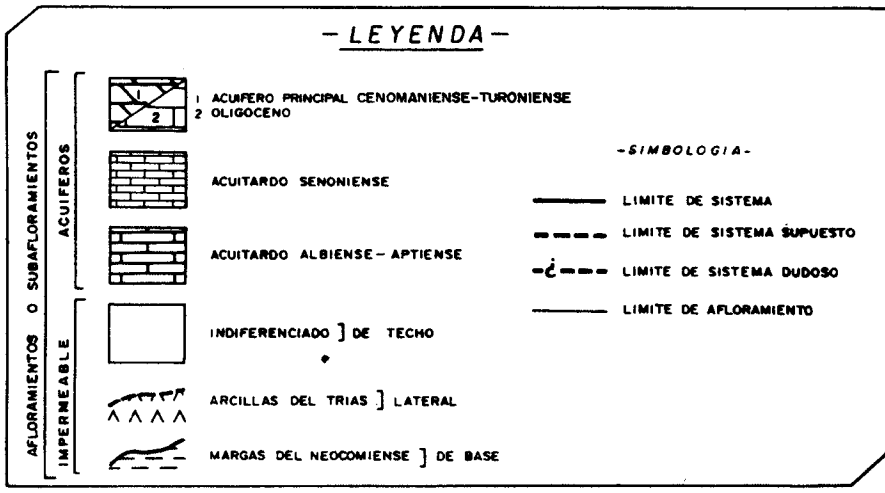 - LEYENDA -
AFLORAMIENTOS O SUBAFLORAMIENTOS
ACUIFEROS
1
2
1 ACUIFERO PRINCIPAL CENOMANIENSE-TURONIENSE
2 OLIGOCENO
ACUITARDO SENONIENSE
ACUITARDO ALBIENSE-APTIENSE
IMPERMEABLE
INDIFERENCIADO ] DE TECHO
ARCILLAS DEL TRIAS ] LATERAL
MARGAS DEL NEOCOMIENSE ] DE BASE
-SIMBOLOGIA-
LIMITE DE SISTEMA
LIMITE DE SISTEMA SUPUESTO
¿
LIMITE DE SISTEMA DUDOSO
LIMITE DE AFLORAMIENTO